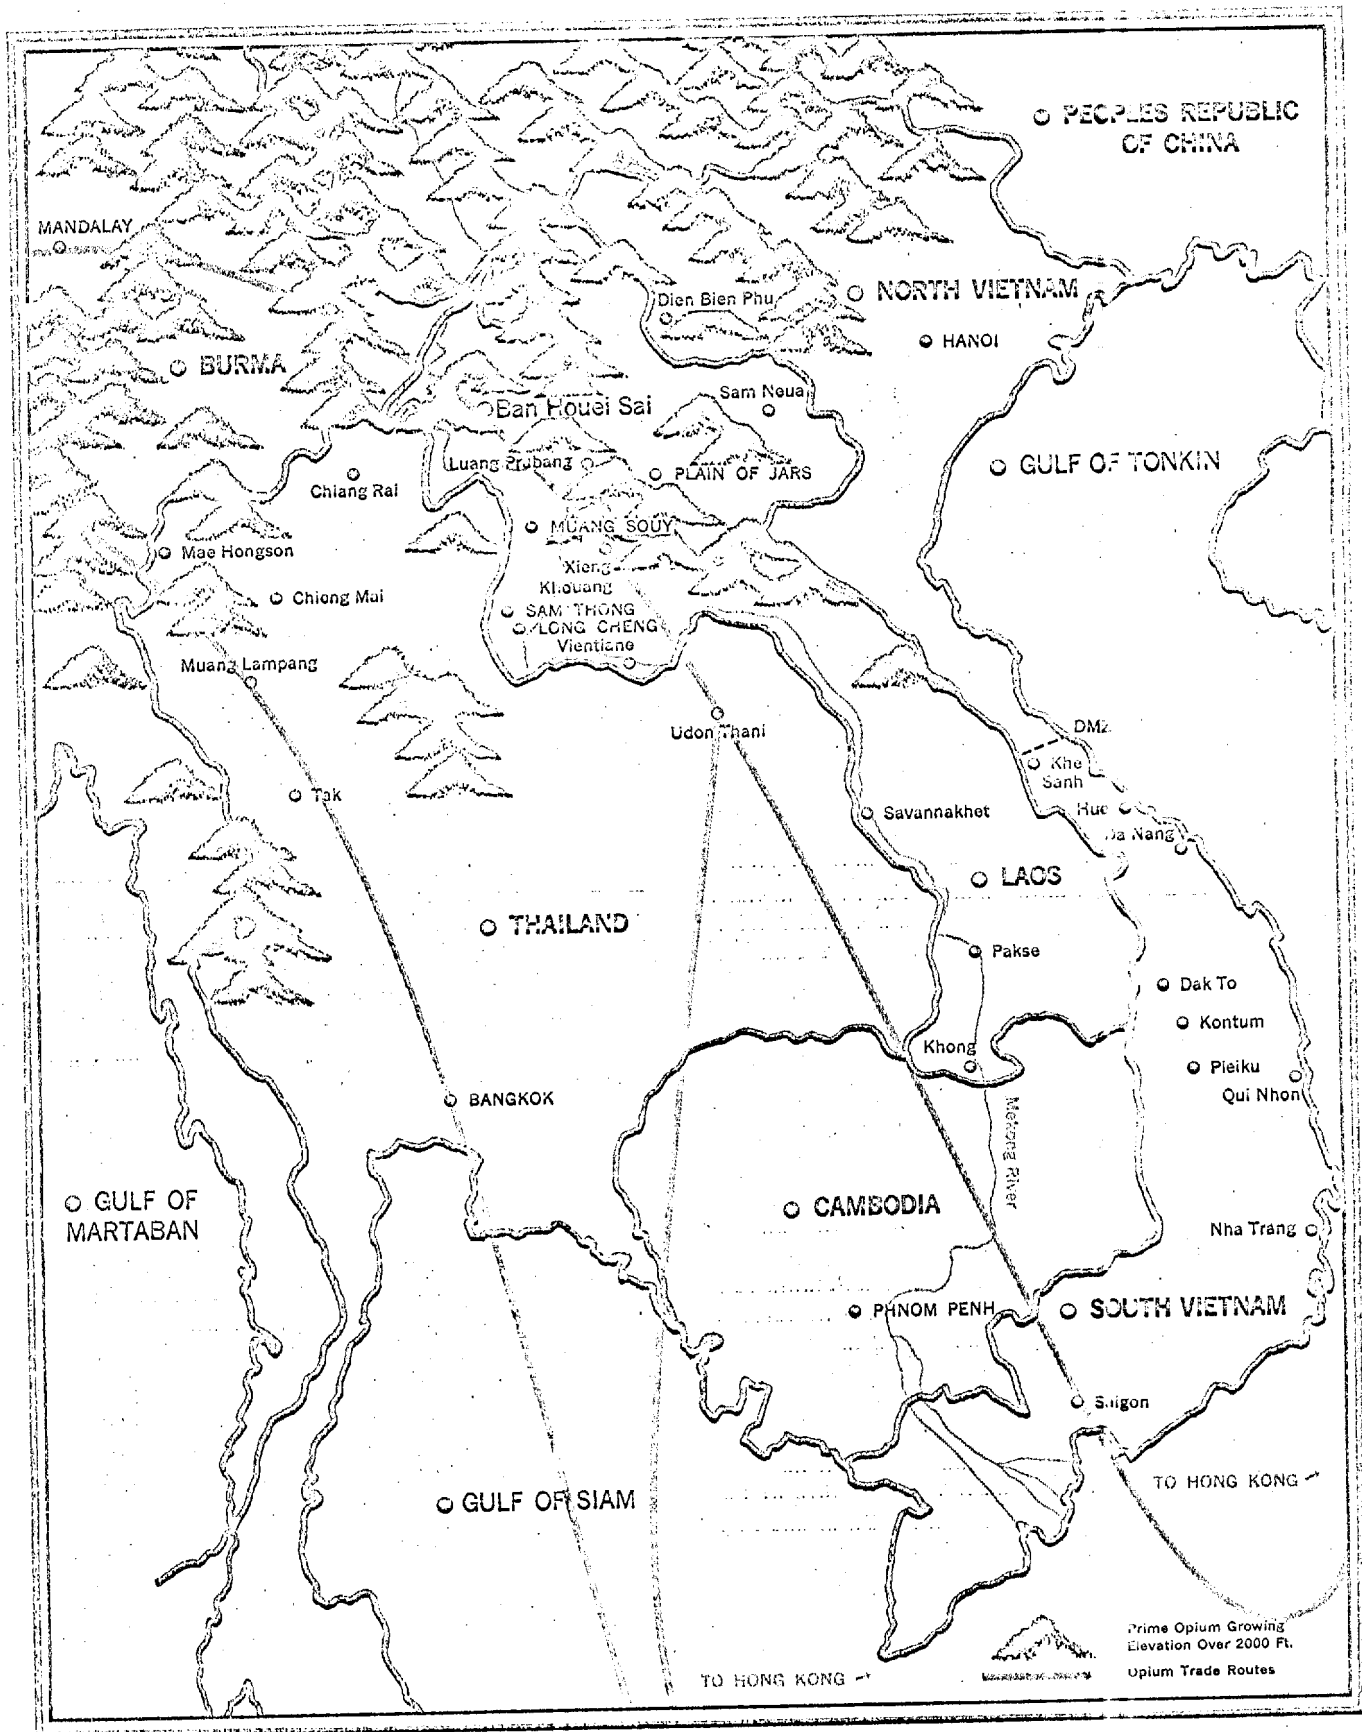 PEOPLES REPUBLIC
OF CHINA
MANDALAY
NORTH VIETNAM
Dien Bien Phu
HANOI
BURMA
Sam Neua
Ban Houei Sai
GULF OF TONKIN
Luang Prubang
PLAIN OF JARS
Chiang Rai
MUANG SOUY
Mae Hongson
Xieng
Khouang
Chiong Mai
SAM THONG
LONG CHENG
Vientiane
Muang Lampang
Udon Thani
DMZ
Khe
Sanh
Tak
Savannakhet
Hue
Da Nang
LAOS
THAILAND
Pakse
Dak To
Kontum
Khong
Pleiku
Qui Nhon
BANGKOK
Mekong River
GULF OF
MARTABAN
CAMBODIA
Nha Trang
PHNOM PENH
SOUTH VIETNAM
Saigon
TO HONG KONG →
GULF OF SIAM
Prime Opium Growing
Elevation Over 2000 Ft.
Opium Trade Routes
TO HONG KONG →